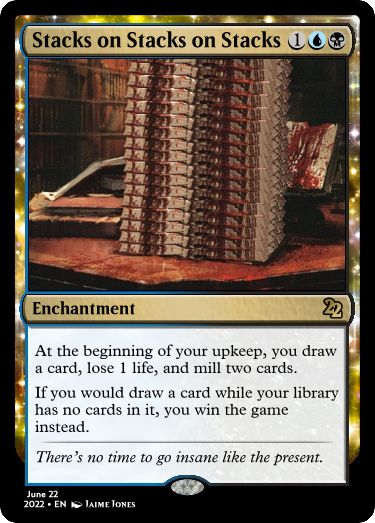 Stacks on Stacks on Stacks 1
Enchantment
At the beginning of your upkeep, you draw
a card, lose 1 life, and mill two cards.
If you would draw a card while your library
has no cards in it, you win the game
instead.
There's no time to go insane like the present.
June 22
2022 • EN Jaime Jones